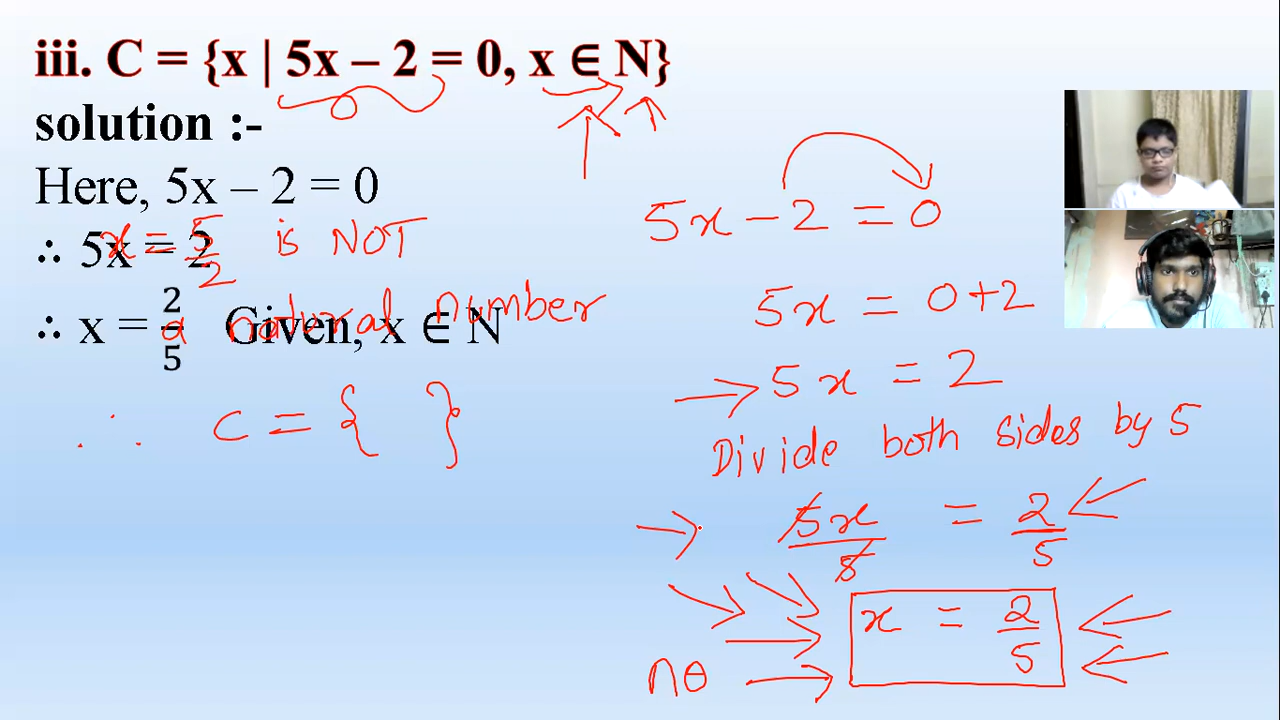 iii. C = {x | 5x – 2 = 0, x ∈ N}
solution :-
Here, 5x – 2 = 0
∴ 5x = 2
x = 5/2 is NOT
a natural number
∴ x = 2/5 Given, x ∈ N
∴ C = { }
5x – 2 = 0
5x = 0+2
→ 5x = 2
Divide both sides by 5
→ 5x/5 = 2/5
x = 2/5
no